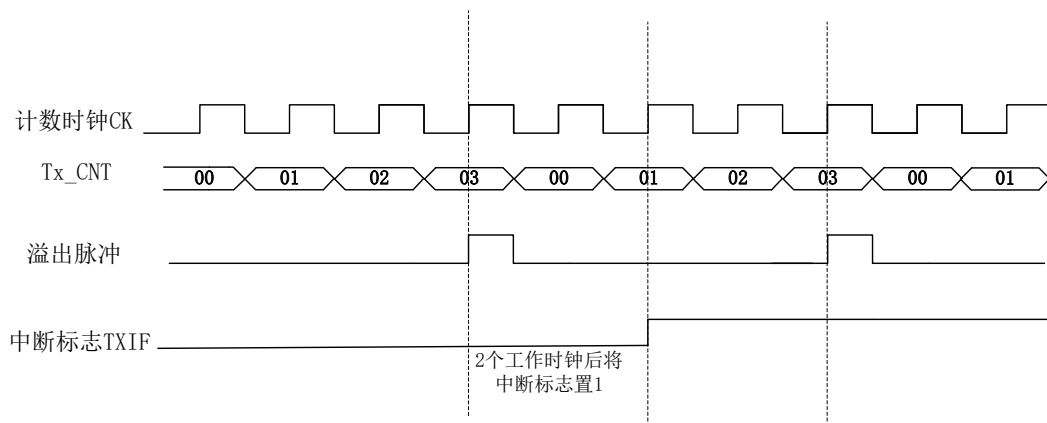 计数时钟CK
Tx_CNT 00 01 02 03 00 01 02 03 00 01
溢出脉冲
中断标志TXIF
2个工作时钟后将
中断标志置1